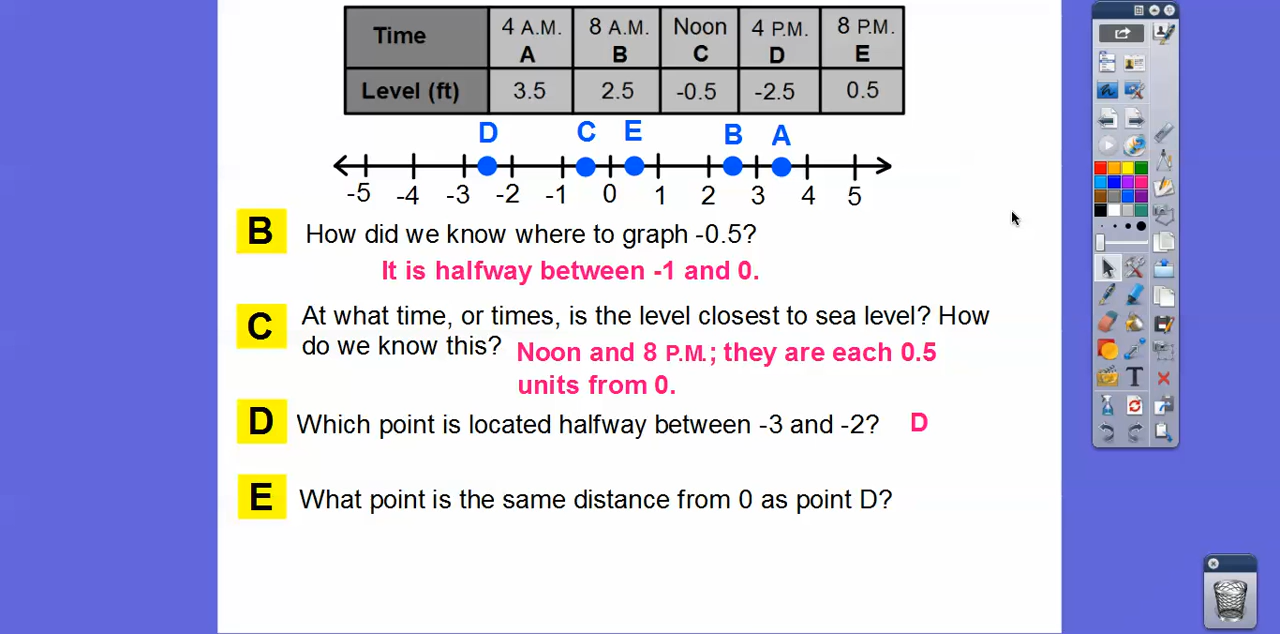 Time 4 A.M. 8 A.M. Noon 4 P.M. 8 P.M.
A B C D E
Level (ft) 3.5 2.5 -0.5 -2.5 0.5
D C E B A
-5 -4 -3 -2 -1 0 1 2 3 4 5
B How did we know where to graph -0.5?
It is halfway between -1 and 0.
C At what time, or times, is the level closest to sea level? How
do we know this? Noon and 8 P.M.; they are each 0.5
units from 0.
D Which point is located halfway between -3 and -2? D
E What point is the same distance from 0 as point D?
T